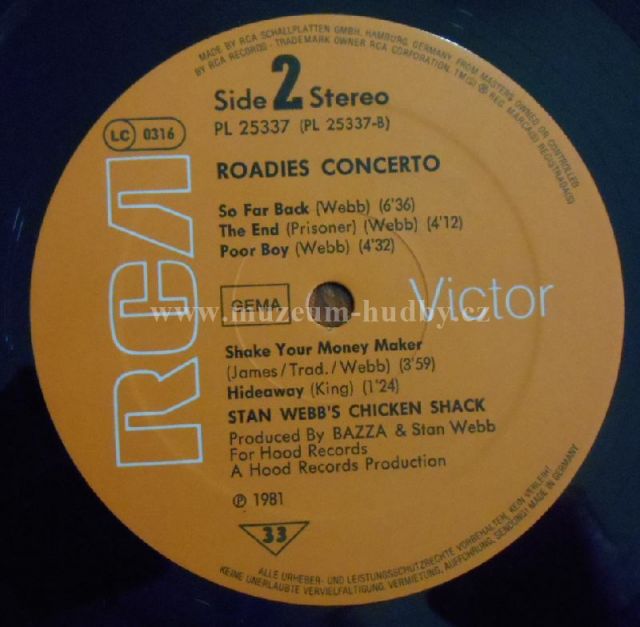 MADE BY RCA SCHALLPLATTEN GMBH, HAMBURG, GERMANY, FROM MASTERS OWNED OR CONTROLLED
BY RCA RECORDS · TRADEMARK OWNER RCA CORPORATION, TM(S) ® REG. MARCA(S) REGISTRADA(S)
Side 2 Stereo
PL 25337 (PL 25337-B)
LC 0316
ROADIES CONCERTO
So Far Back (Webb) (6'36)
The End (Prisoner) (Webb) (4'12)
Poor Boy (Webb) (4'32)
RCA
GEMA
Victor
www.muzeum-hudby.cz
Shake Your Money Maker
(James/Trad./Webb) (3'59)
Hideaway (King) (1'24)
STAN WEBB'S CHICKEN SHACK
Produced By BAZZA & Stan Webb
For Hood Records
A Hood Records Production
℗ 1981
33
ALLE URHEBER- UND LEISTUNGSSCHUTZRECHTE VORBEHALTEN, KEIN VERLEIH!
KEINE UNERLAUBTE VERVIELFÄLTIGUNG, VERMIETUNG, AUFFÜHRUNG, SENDUNG! MADE IN GERMANY